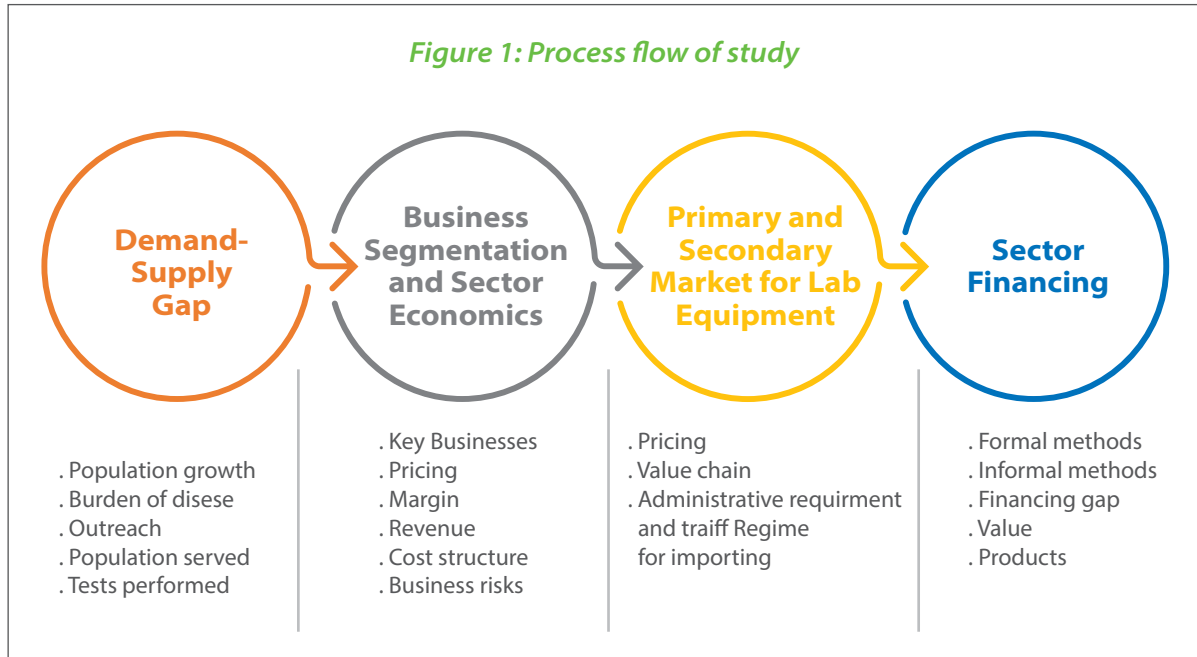 Figure 1: Process flow of study
Demand-
Supply
Gap
Business
Segmentation
and Sector
Economics
Primary and
Secondary
Market for Lab
Equipment
Sector
Financing
. Population growth
. Burden of disese
. Outreach
. Population served
. Tests performed
. Key Businesses
. Pricing
. Margin
. Revenue
. Cost structure
. Business risks
. Pricing
. Value chain
. Administrative requirment
and traiff Regime
for importing
. Formal methods
. Informal methods
. Financing gap
. Value
. Products